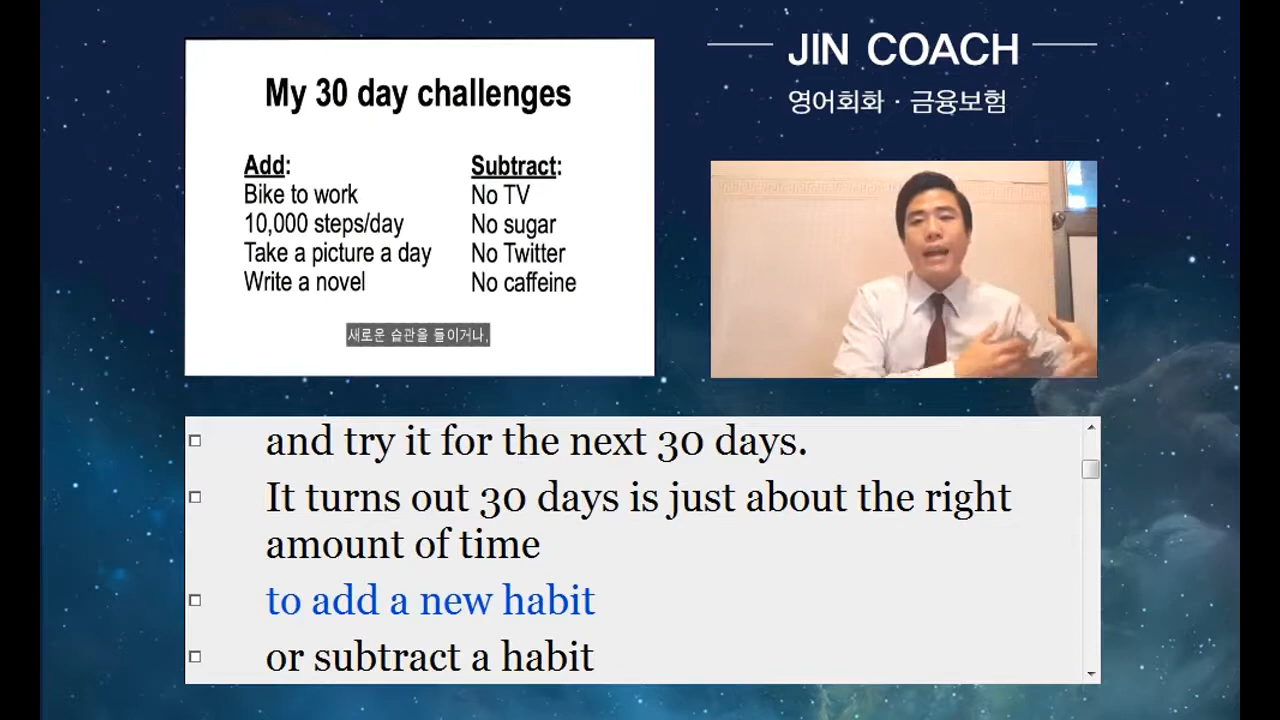 My 30 day challenges
Add:
Bike to work
10,000 steps/day
Take a picture a day
Write a novel
Subtract:
No TV
No sugar
No Twitter
No caffeine
새로운 습관을 들이거나,
JIN COACH
영어회화 · 금융보험
and try it for the next 30 days.
It turns out 30 days is just about the right
amount of time
to add a new habit
or subtract a habit